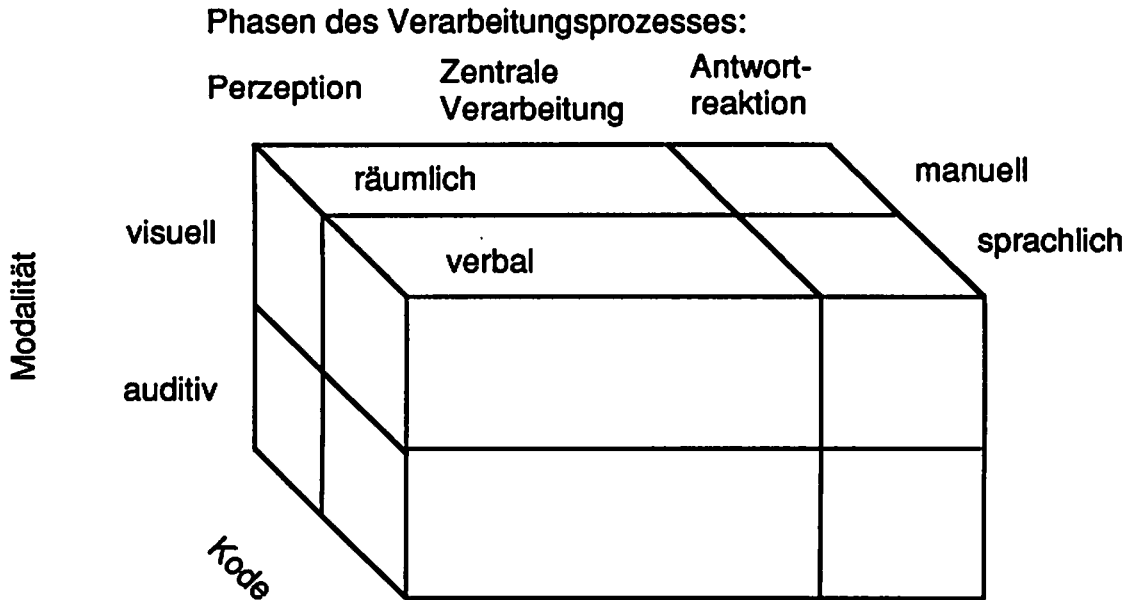 Phasen des Verarbeitungsprozesses:
Perzeption
Zentrale
Verarbeitung
Antwort-
reaktion
räumlich
manuell
visuell
verbal
sprachlich
Modalität
auditiv
Kode